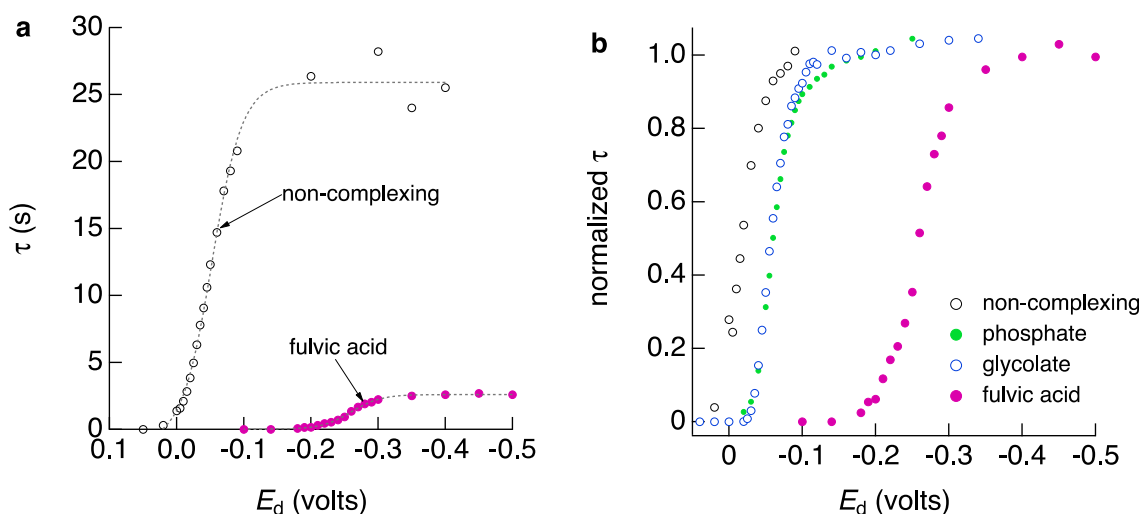 a
30
25
20
15
10
5
0
τ (s)
non-complexing
fulvic acid
0.1 0.0 -0.1 -0.2 -0.3 -0.4 -0.5
E_d (volts)
b
1.0
0.8
0.6
0.4
0.2
0
normalized τ
non-complexing
phosphate
glycolate
fulvic acid
0 -0.1 -0.2 -0.3 -0.4 -0.5
E_d (volts)